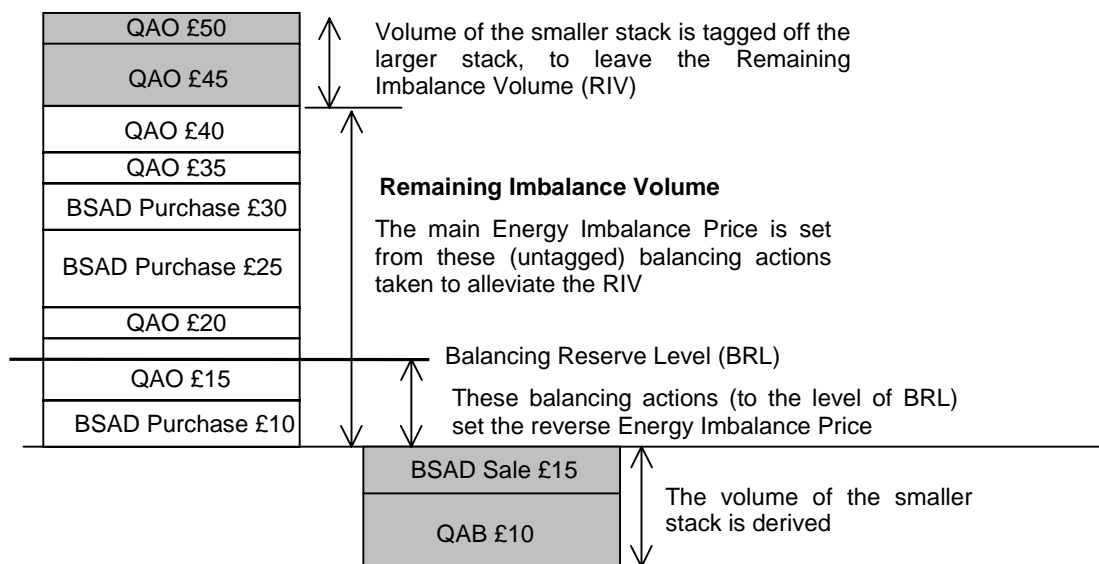 QAO £50
QAO £45
QAO £40
QAO £35
BSAD Purchase £30
BSAD Purchase £25
QAO £20
QAO £15
BSAD Purchase £10
Volume of the smaller stack is tagged off the
larger stack, to leave the Remaining
Imbalance Volume (RIV)
Remaining Imbalance Volume
The main Energy Imbalance Price is set
from these (untagged) balancing actions
taken to alleviate the RIV
Balancing Reserve Level (BRL)
These balancing actions (to the level of BRL)
set the reverse Energy Imbalance Price
BSAD Sale £15
QAB £10
The volume of the smaller
stack is derived